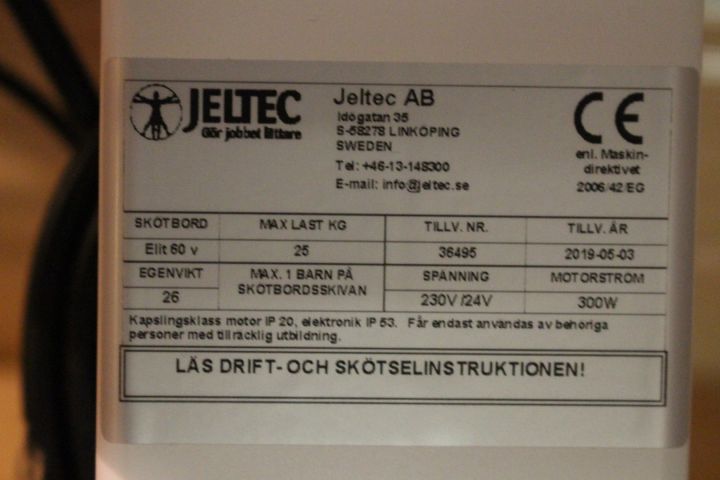 JELTEC
Gör jobbet lättare
Jeltec AB
Idögatan 35
S-58278 LINKÖPING
SWEDEN
Tel: +46-13-148300
E-mail: info@jeltec.se
CE
enl. Maskin-
direktivet
2006/42/EG
SKÖTBORD MAX LAST KG TILLV. NR. TILLV. ÅR
Elit 60 v 25 36495 2019-05-03
EGENVIKT MAX. 1 BARN PÅ SPÄNNING MOTORSTRÖM
SKÖTBORDSSKIVAN
26 230V /24V 300W
Kapslingsklass motor IP 20, elektronik IP 53. Får endast användas av behöriga
personer med tillräcklig utbildning.
LÄS DRIFT- OCH SKÖTSELINSTRUKTIONEN!